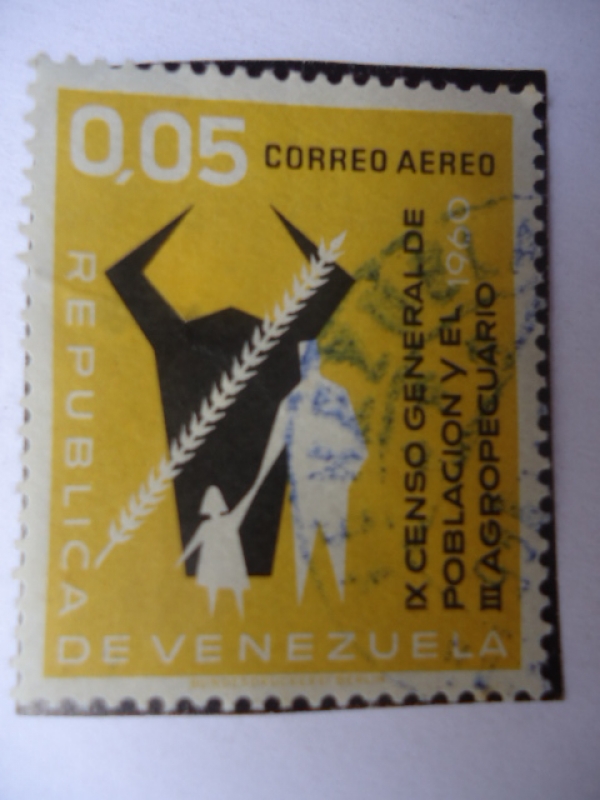 0,05 CORREO AEREO
REPUBLICA
DE VENEZUELA
IX CENSO GENERAL DE
POBLACION Y EL
III AGROPECUARIO
1960